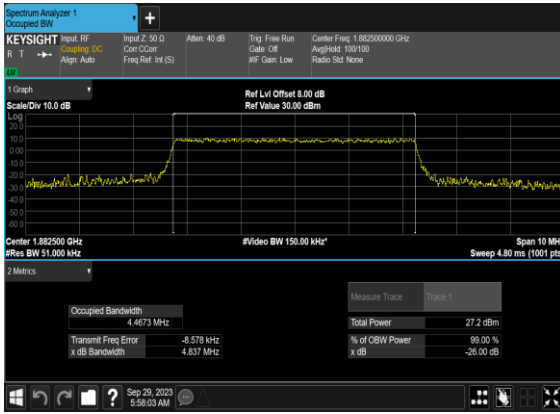 Spectrum Analyzer 1
Occupied BW
+
KEYSIGHT Input: RF Input Z: 50 Ω Atten: 40 dB Trig: Free Run Center Freq: 1.882500000 GHz
R T Coupling: DC Corr CCorr Gate: Off Avg|Hold: 100/100
Align: Auto Freq Ref: Int (S) #IF Gain: Low Radio Std: None
1 Graph
Scale/Div 10.0 dB
Ref Lvl Offset 8.00 dB
Ref Value 30.00 dBm
Log
20.0
10.0
0.00
-10.0
-20.0
-30.0
-40.0
-50.0
-60.0
Center 1.882500 GHz #Video BW 150.00 kHz* Span 10 MH
#Res BW 51.000 kHz Sweep 4.80 ms (1001 pts
2 Metrics
Measure Trace Trace 1
Occupied Bandwidth
4.4673 MHz
Total Power 27.2 dBm
Transmit Freq Error -8.578 kHz % of OBW Power 99.00 %
x dB Bandwidth 4.837 MHz x dB -26.00 dB
? Sep 29, 2023
5:58:03 AM